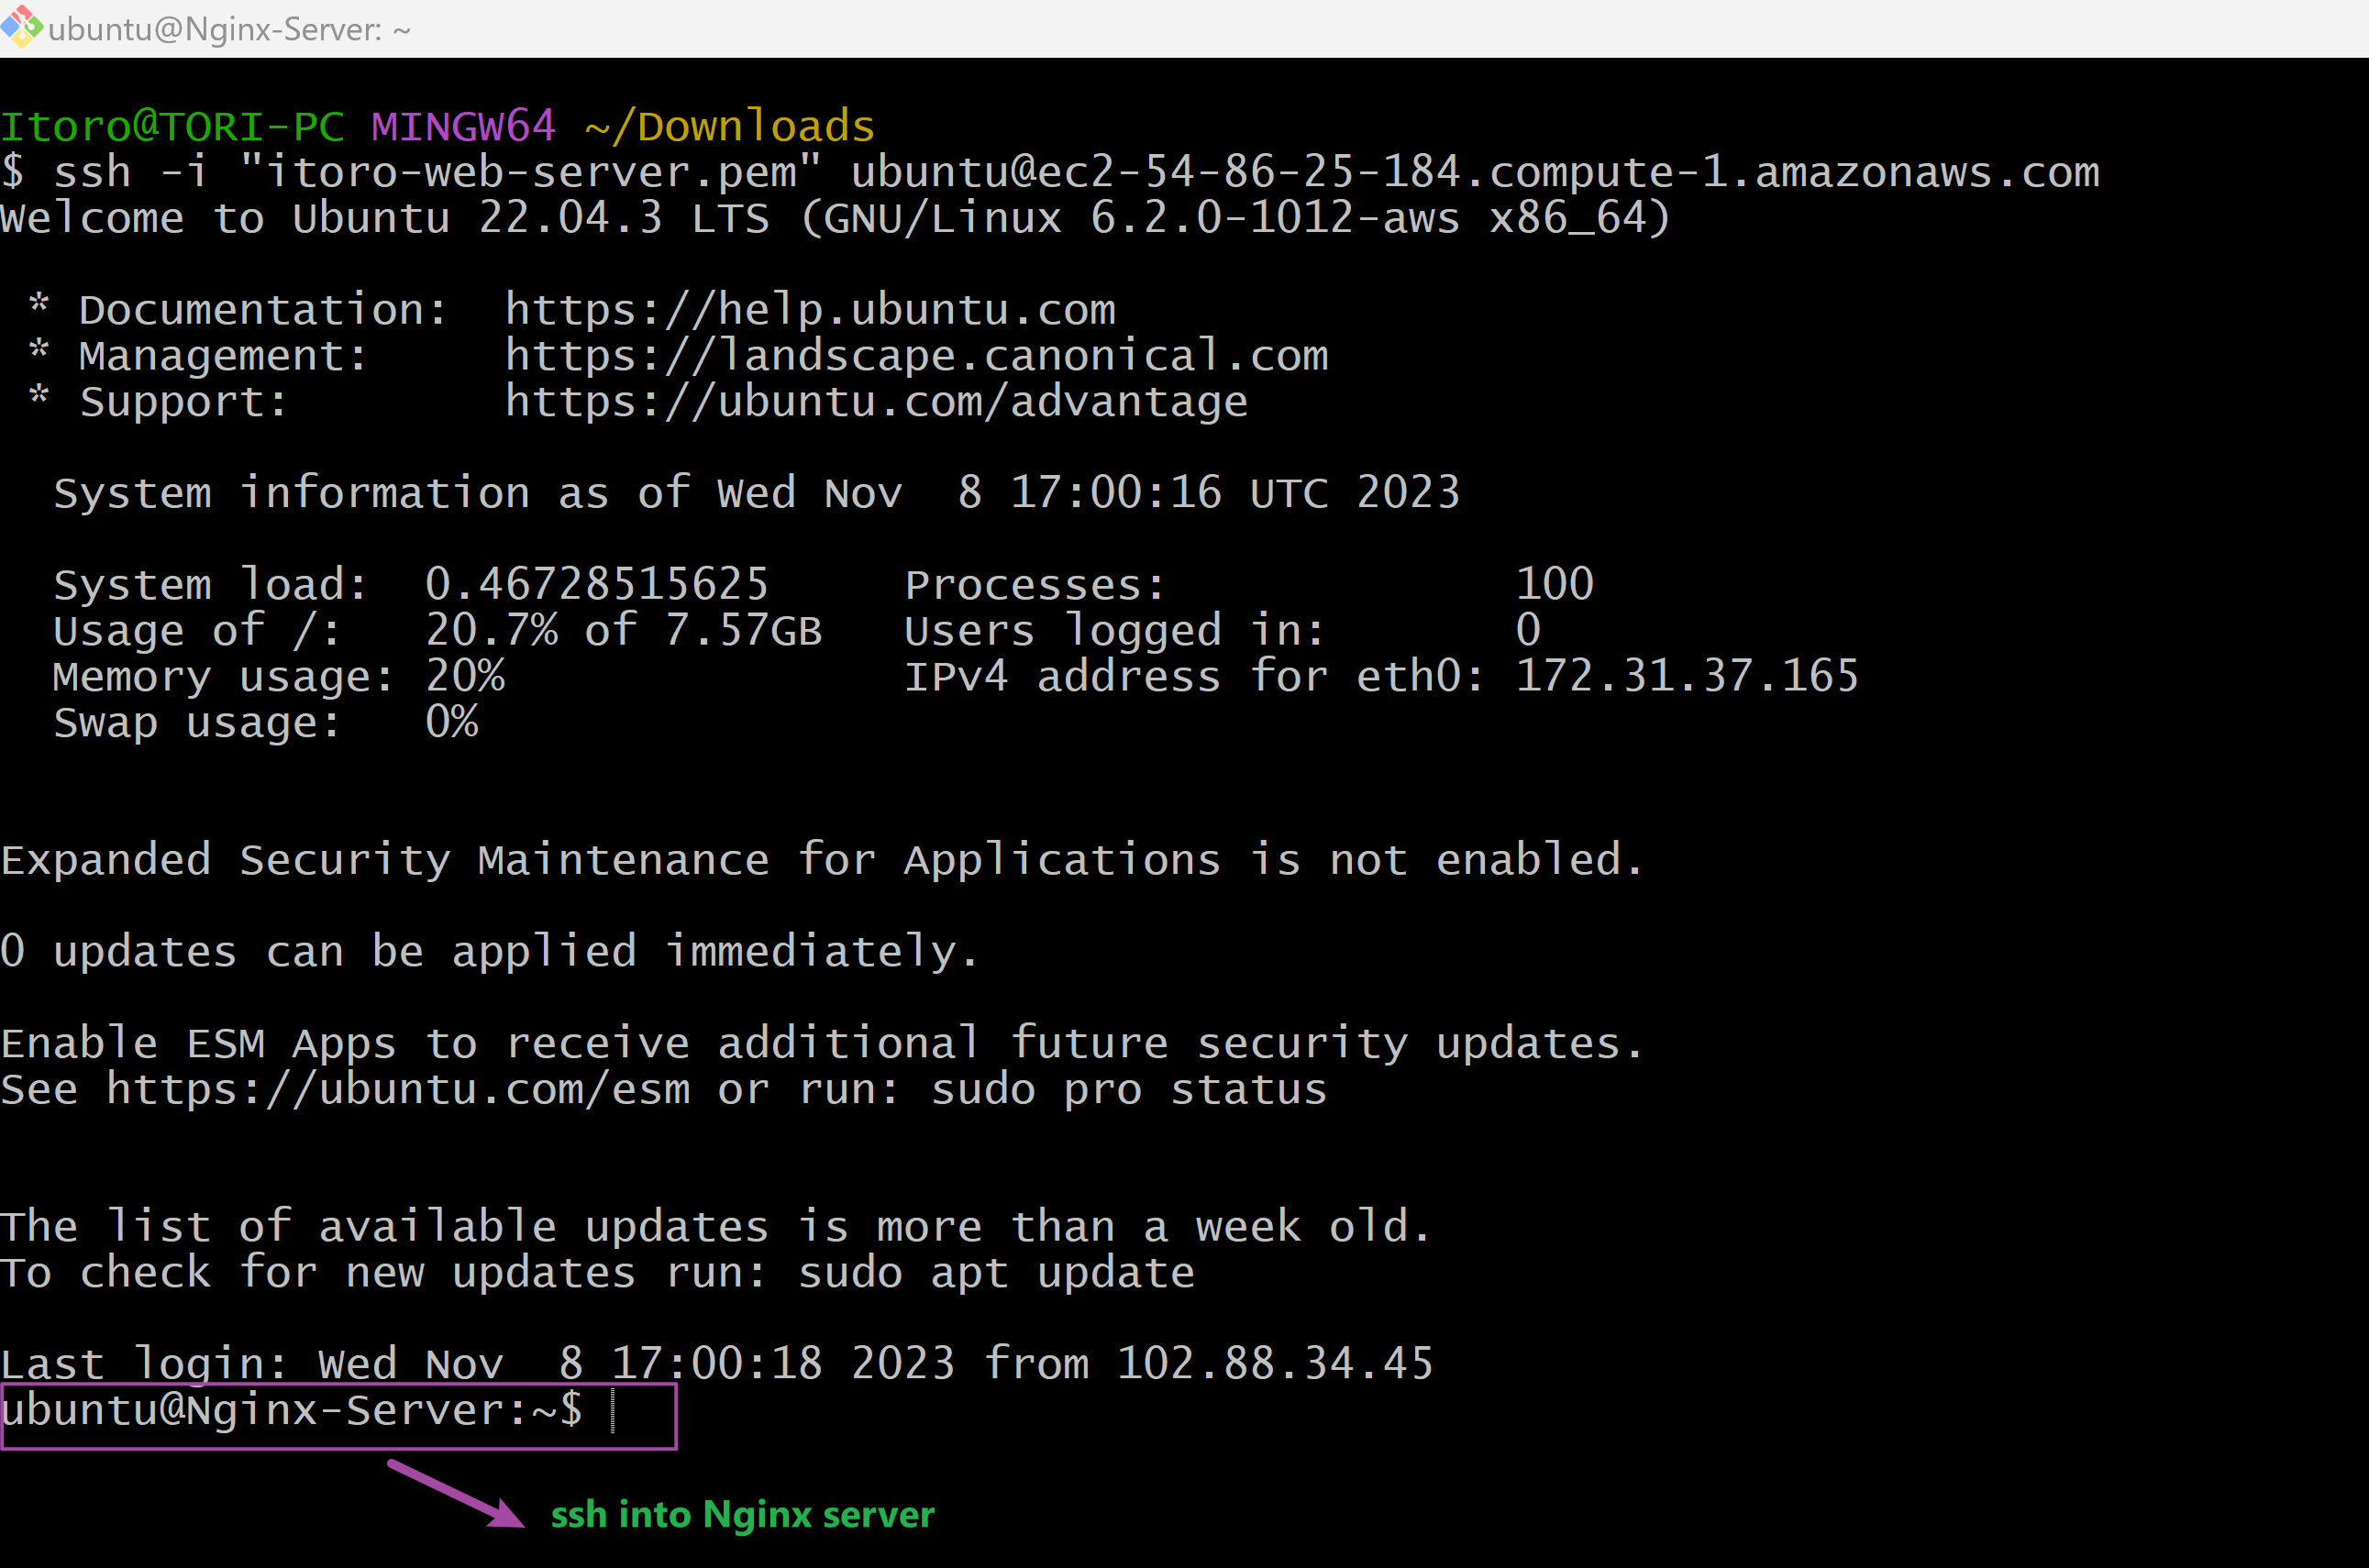 ubuntu@Nginx-Server: ~
Itoro@TORI-PC MINGW64 ~/Downloads
$ ssh -i "itoro-web-server.pem" ubuntu@ec2-54-86-25-184.compute-1.amazonaws.com
Welcome to Ubuntu 22.04.3 LTS (GNU/Linux 6.2.0-1012-aws x86_64)
* Documentation:  https://help.ubuntu.com
* Management:     https://landscape.canonical.com
* Support:        https://ubuntu.com/advantage
System information as of Wed Nov  8 17:00:16 UTC 2023
System load:  0.46728515625     Processes:             100
Usage of /:   20.7% of 7.57GB   Users logged in:       0
Memory usage: 20%               IPv4 address for eth0: 172.31.37.165
Swap usage:   0%
Expanded Security Maintenance for Applications is not enabled.
0 updates can be applied immediately.
Enable ESM Apps to receive additional future security updates.
See https://ubuntu.com/esm or run: sudo pro status
The list of available updates is more than a week old.
To check for new updates run: sudo apt update
Last login: Wed Nov  8 17:00:18 2023 from 102.88.34.45
ubuntu@Nginx-Server:~$
ssh into Nginx server